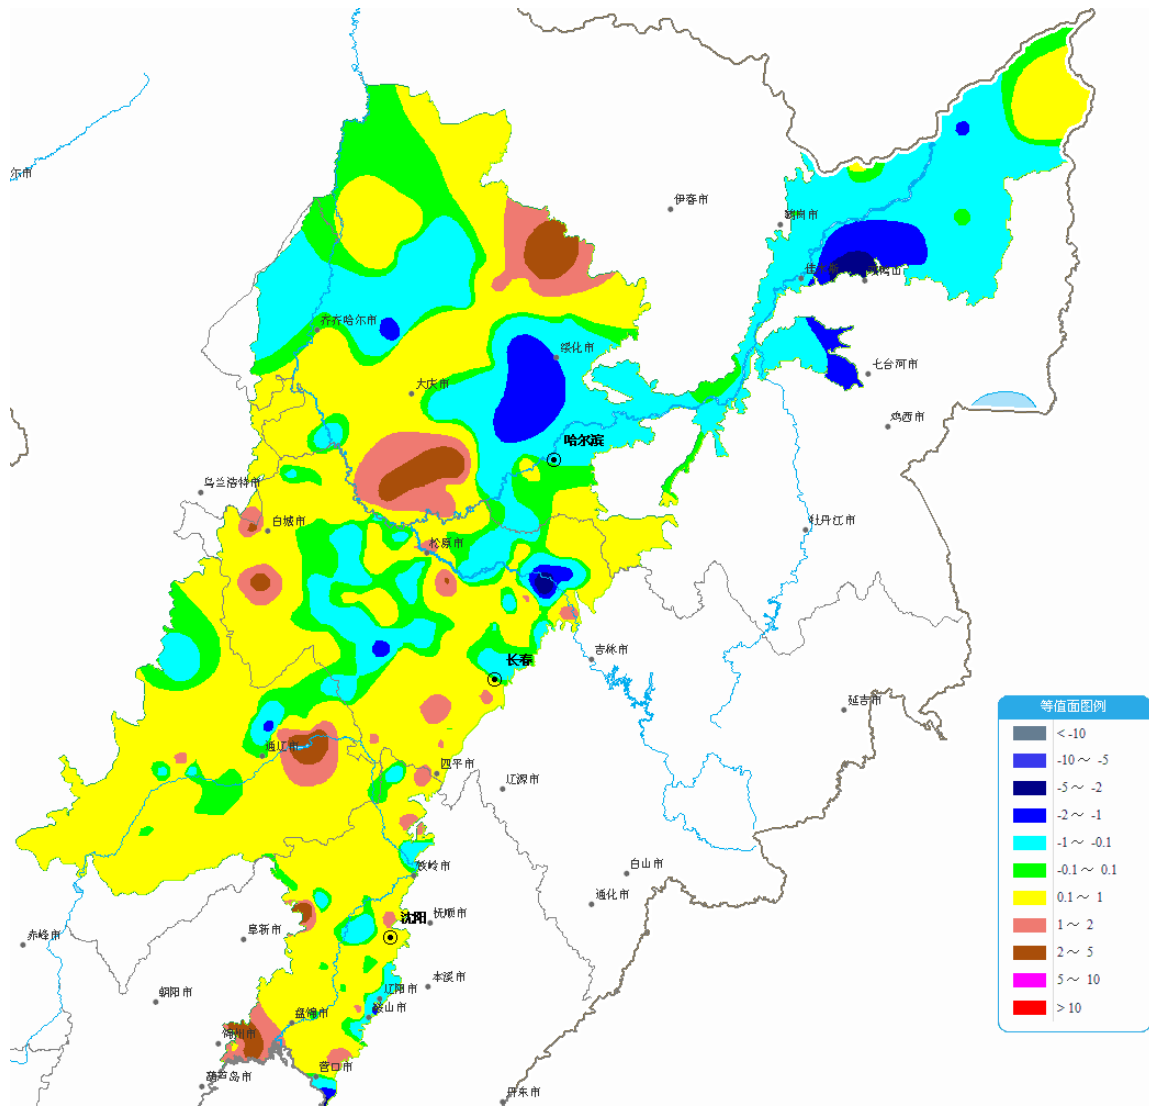 尔市
伊春市
鹤岗市
佳木斯
双鸭山
齐齐哈尔市
绥化市
七台河市
大庆市
鸡西市
哈尔滨
乌兰浩特市
白城市
牡丹江市
松原市
吉林市
长春
延吉市
等值面图例
< -10
-10～ -5
-5～ -2
-2～ -1
-1～ -0.1
-0.1～ 0.1
0.1～ 1
1～ 2
2～ 5
5～ 10
> 10
通辽市
四平市
辽源市
铁岭市
白山市
通化市
沈阳
抚顺市
阜新市
赤峰市
本溪市
辽阳市
朝阳市
鞍山市
盘锦市
锦州市
营口市
葫芦岛市
丹东市